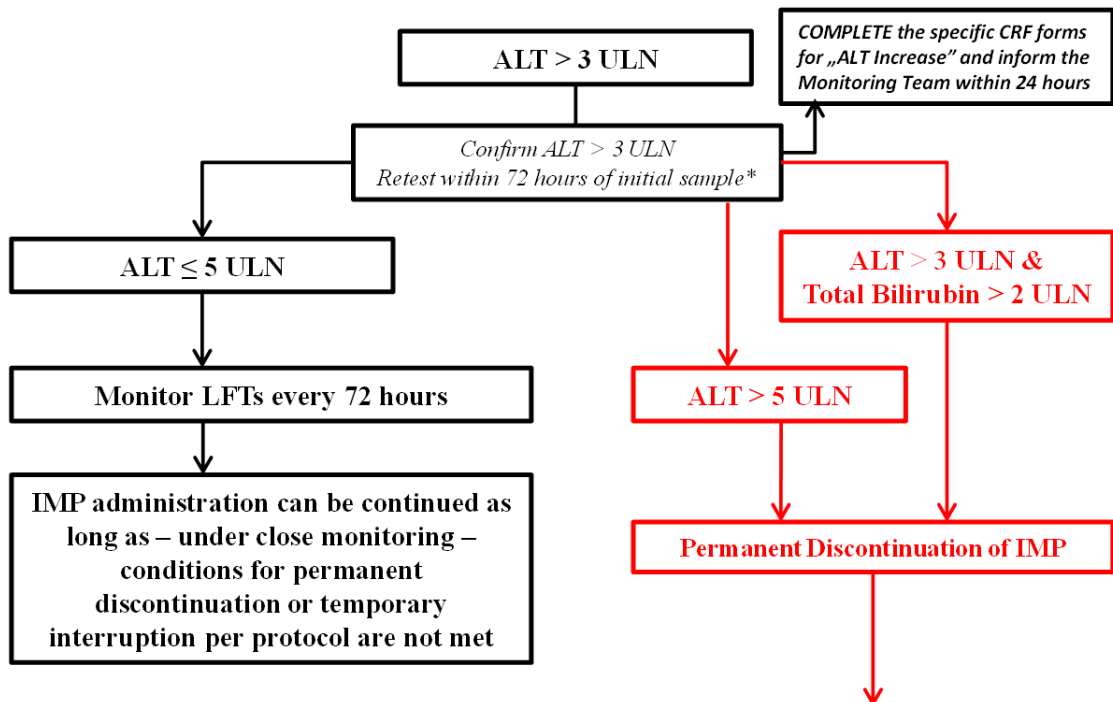 ALT > 3 ULN
COMPLETE the specific CRF forms
for „ALT Increase” and inform the
Monitoring Team within 24 hours
Confirm ALT > 3 ULN
Retest within 72 hours of initial sample*
ALT ≤ 5 ULN
ALT > 3 ULN &
Total Bilirubin > 2 ULN
Monitor LFTs every 72 hours
ALT > 5 ULN
IMP administration can be continued as
long as – under close monitoring –
conditions for permanent
discontinuation or temporary
interruption per protocol are not met
Permanent Discontinuation of IMP